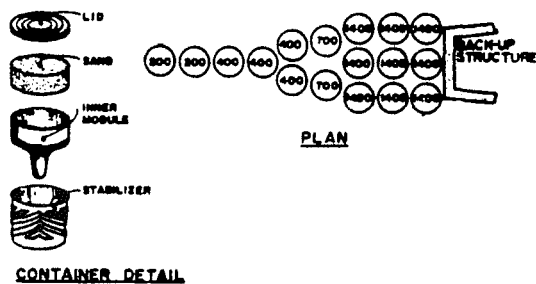 LID
SAND
INNER
MODULE
STABILIZER
CONTAINER DETAIL
200 200 400 400 400 700 1400 1400 1400
1400 1400 1400
400 700 1400 1400 1400
BACK-UP
STRUCTURE
PLAN